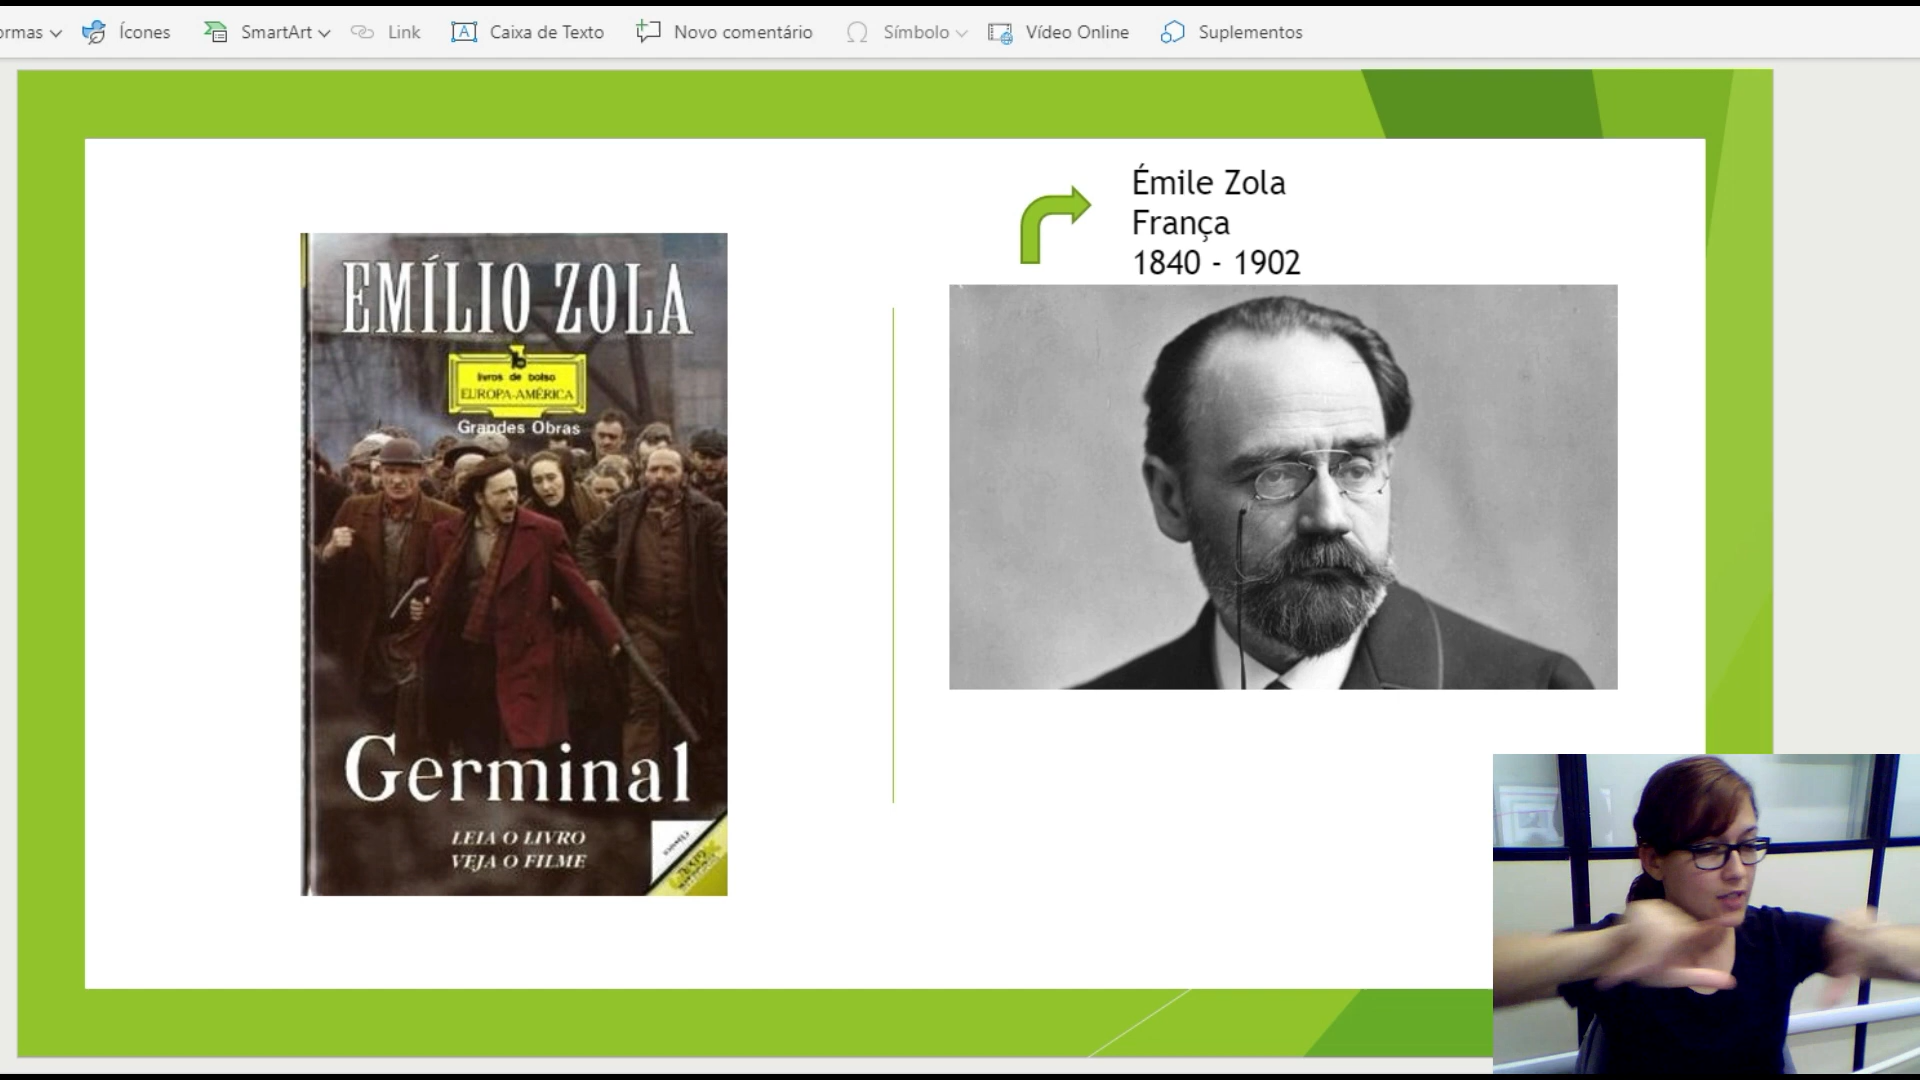 ormas
Ícones
SmartArt
Link
Caixa de Texto
Novo comentário
Símbolo
Vídeo Online
Suplementos
Émile Zola
França
1840 - 1902
EMÍLIO ZOLA
livros de bolso
EUROPA-AMÉRICA
Grandes Obras
Germinal
LEIA O LIVRO
VEJA O FILME